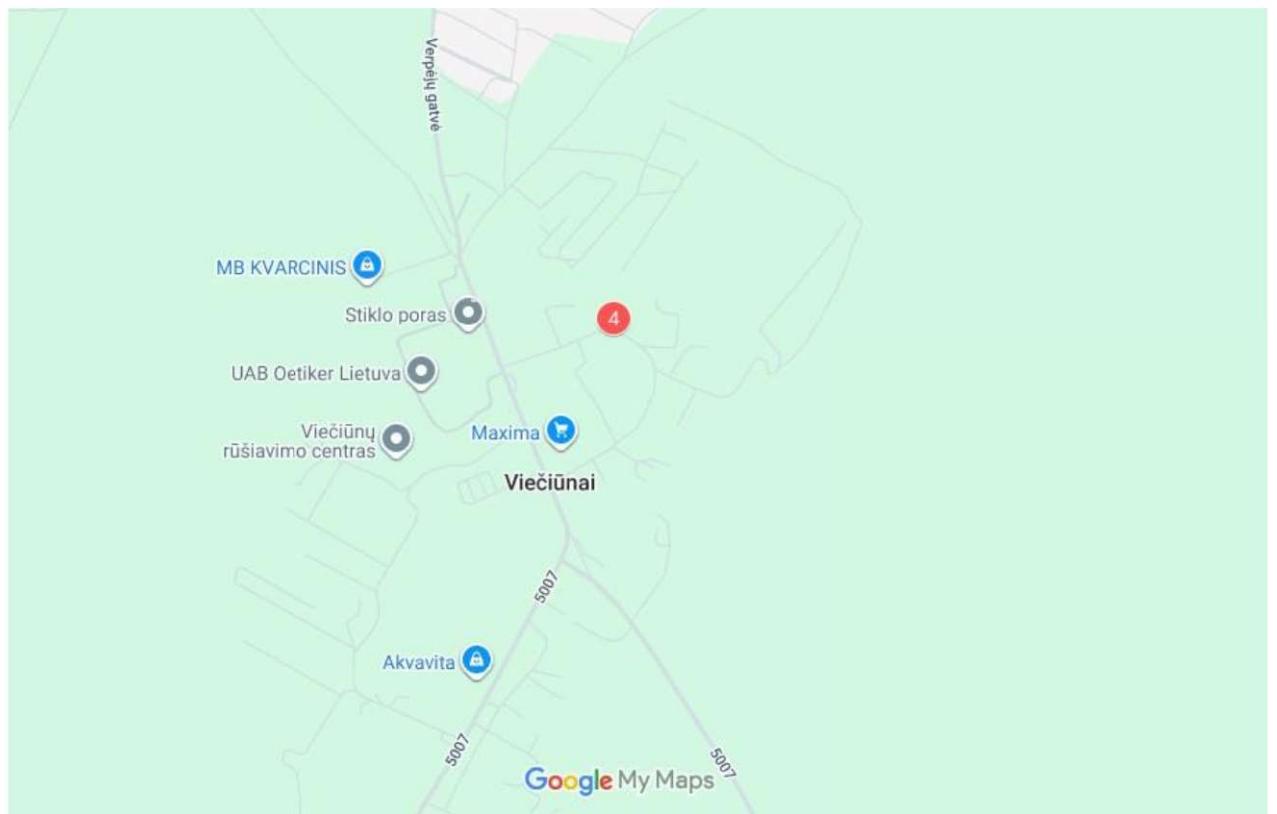 Verpėjų gatvė
MB KVARCINIS
Stiklo poras
4
UAB Oetiker Lietuva
Viečiūnų
rūšiavimo centras
Maxima
Viečiūnai
5007
Akvavita
5007
5007
Google My Maps